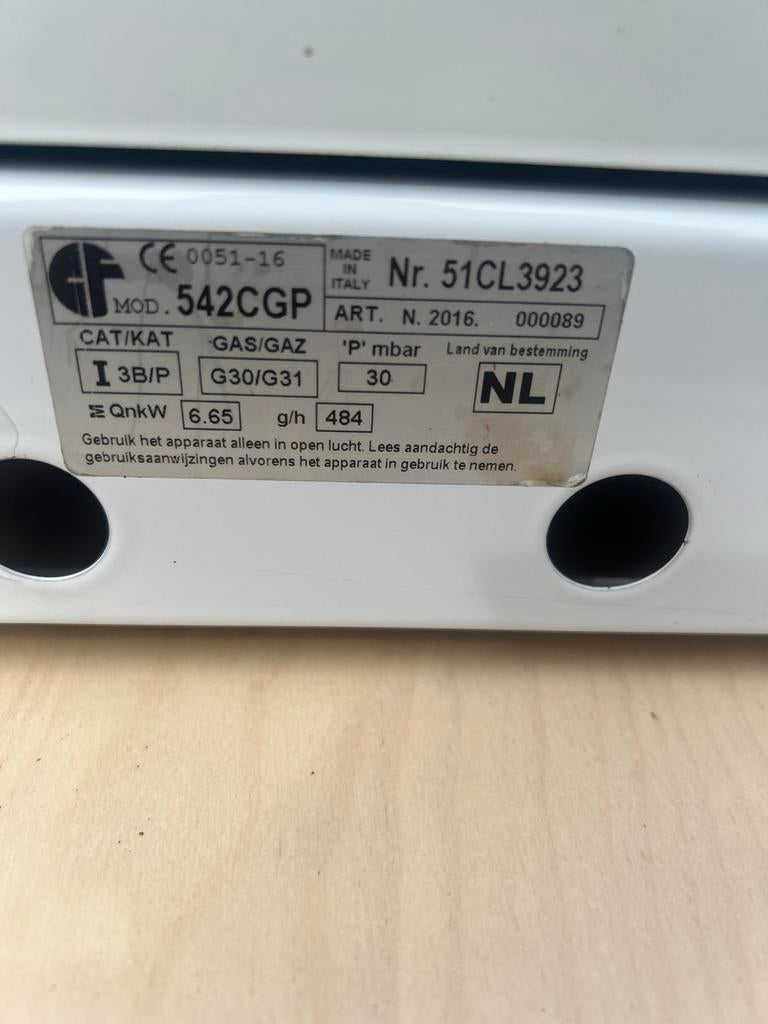 CF CE 0051-16
MOD. 542CGP
MADE IN ITALY Nr. 51CL3923
ART. N. 2016. 000089
CAT/KAT GAS/GAZ 'P' mbar Land van bestemming
I 3B/P G30/G31 30 NL
Σ QnkW 6.65 g/h 484
Gebruik het apparaat alleen in open lucht. Lees aandachtig de
gebruiksaanwijzingen alvorens het apparaat in gebruik te nemen.